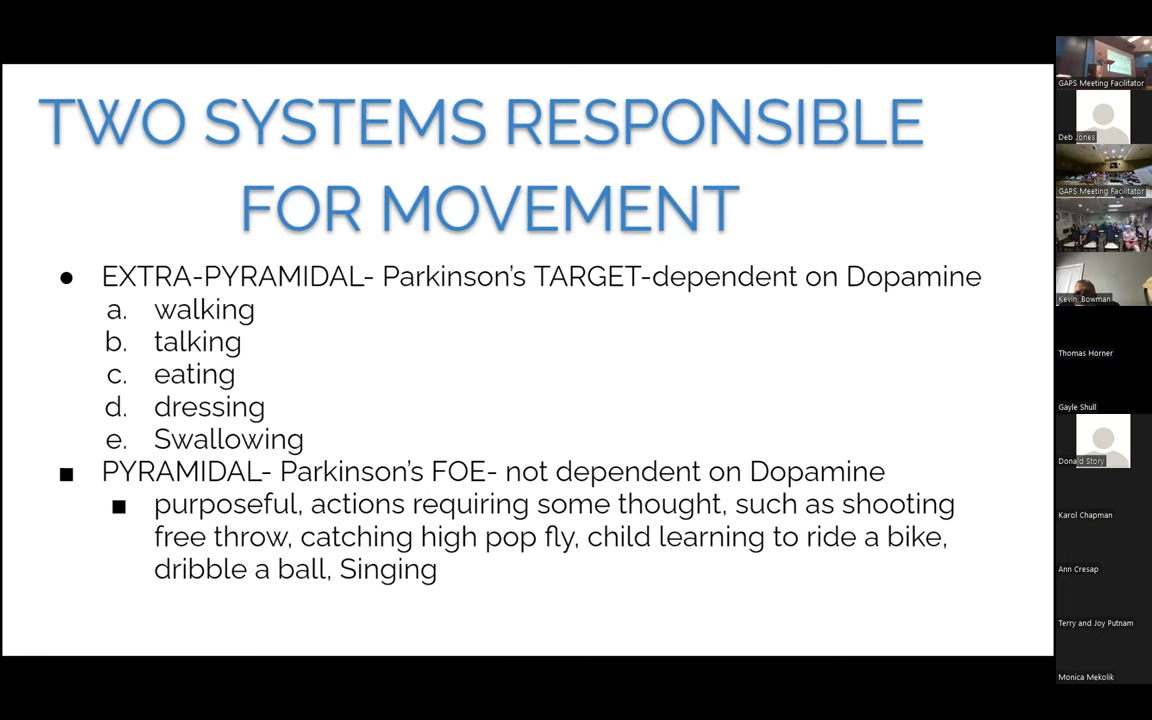 TWO SYSTEMS RESPONSIBLE
FOR MOVEMENT
● EXTRA-PYRAMIDAL- Parkinson's TARGET-dependent on Dopamine
a. walking
b. talking
c. eating
d. dressing
e. Swallowing
■ PYRAMIDAL- Parkinson's FOE- not dependent on Dopamine
■ purposeful, actions requiring some thought, such as shooting
free throw, catching high pop fly, child learning to ride a bike,
dribble a ball, Singing
GAPS Meeting Facilitator
Deb Jones
GAPS Meeting Facilitator
Kevin Bowman
Thomas Horner
Gayle Shull
Donald Story
Karol Chapman
Ann Cresap
Terry and Joy Putnam
Monica Mekolik